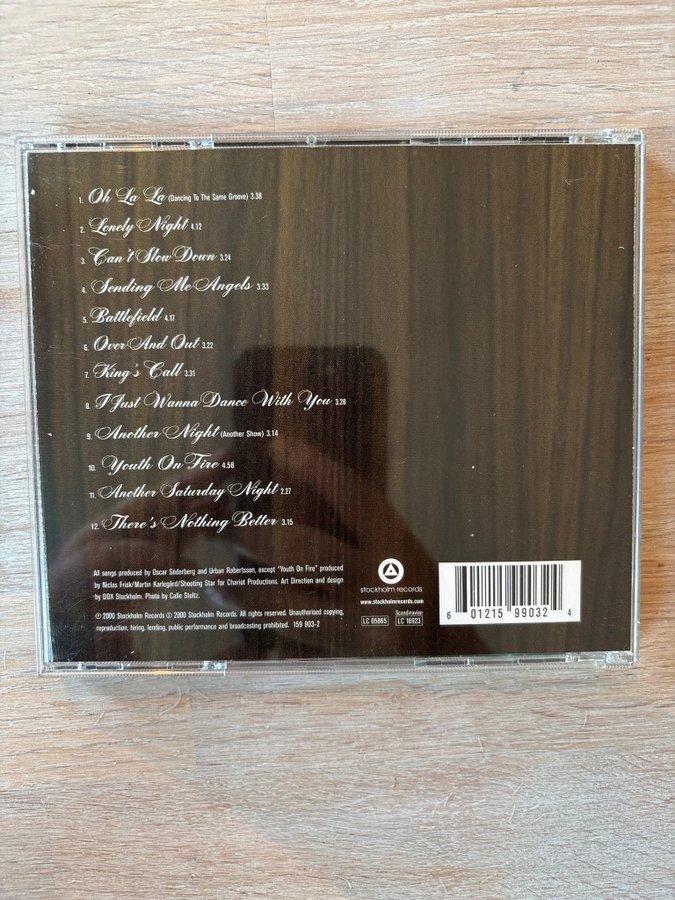 1. Oh La La (Dancing To The Same Groove) 3.38
2. Lonely Night 4.12
3. Can't Slow Down 3.24
4. Sending Me Angels 3.33
5. Battlefield 4.17
6. Over And Out 3.22
7. King's Call 3.31
8. I Just Wanna Dance With You 3.28
9. Another Night (Another Show) 3.14
10. Youth On Fire 4.58
11. Another Saturday Night 2.27
12. There's Nothing Better 3.15
All songs produced by Oscar Söderberg and Urban Robertsson, except "Youth On Fire" produced
by Niclas Frisk/Martin Karlegård/Shooting Star for Chariot Productions. Art Direction and design
by DDX Stockholm. Photo by Calle Stoltz.
℗ 2000 Stockholm Records © 2000 Stockholm Records. All rights reserved. Unauthorised copying,
reproduction, hiring, lending, public performance and broadcasting prohibited. 159 903-2
stockholm records
www.stockholmrecords.com
Scandinavia:
LC 05865 LC 16923
6 01215 99032 4